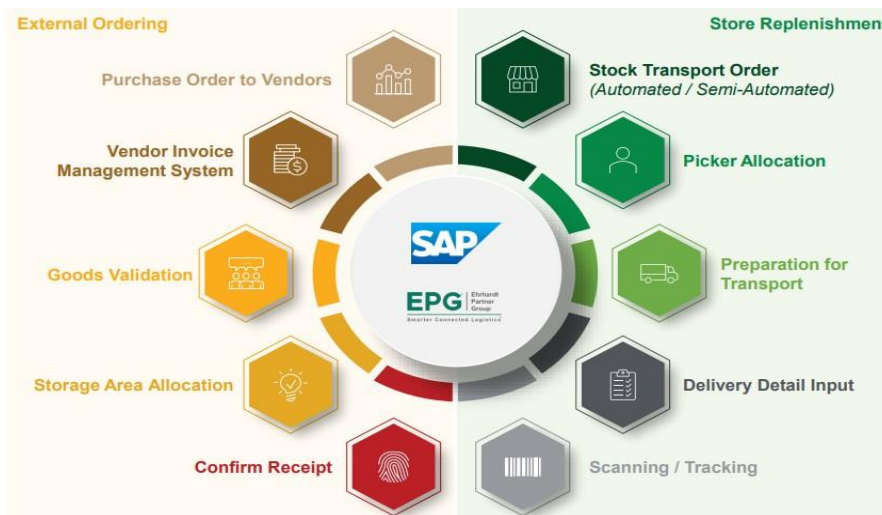 External Ordering
Purchase Order to Vendors
Vendor Invoice
Management System
Goods Validation
Storage Area Allocation
Confirm Receipt
SAP
EPG
Ehrhardt
Partner
Group
Smarter Connected Logistics
Store Replenishmen
Stock Transport Order
(Automated / Semi-Automated)
Picker Allocation
Preparation for
Transport
Delivery Detail Input
Scanning / Tracking